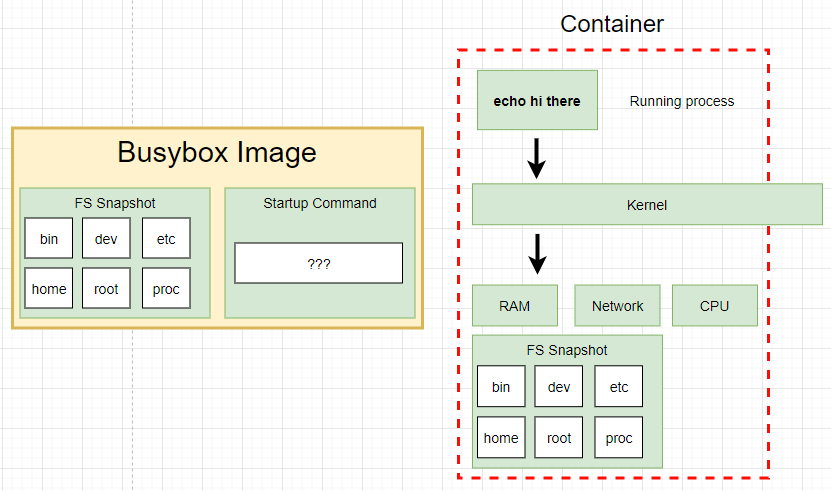 Container
echo hi there
Running process
Busybox Image
FS Snapshot
Startup Command
bin
dev
etc
???
home
root
proc
Kernel
RAM
Network
CPU
FS Snapshot
bin
dev
etc
home
root
proc